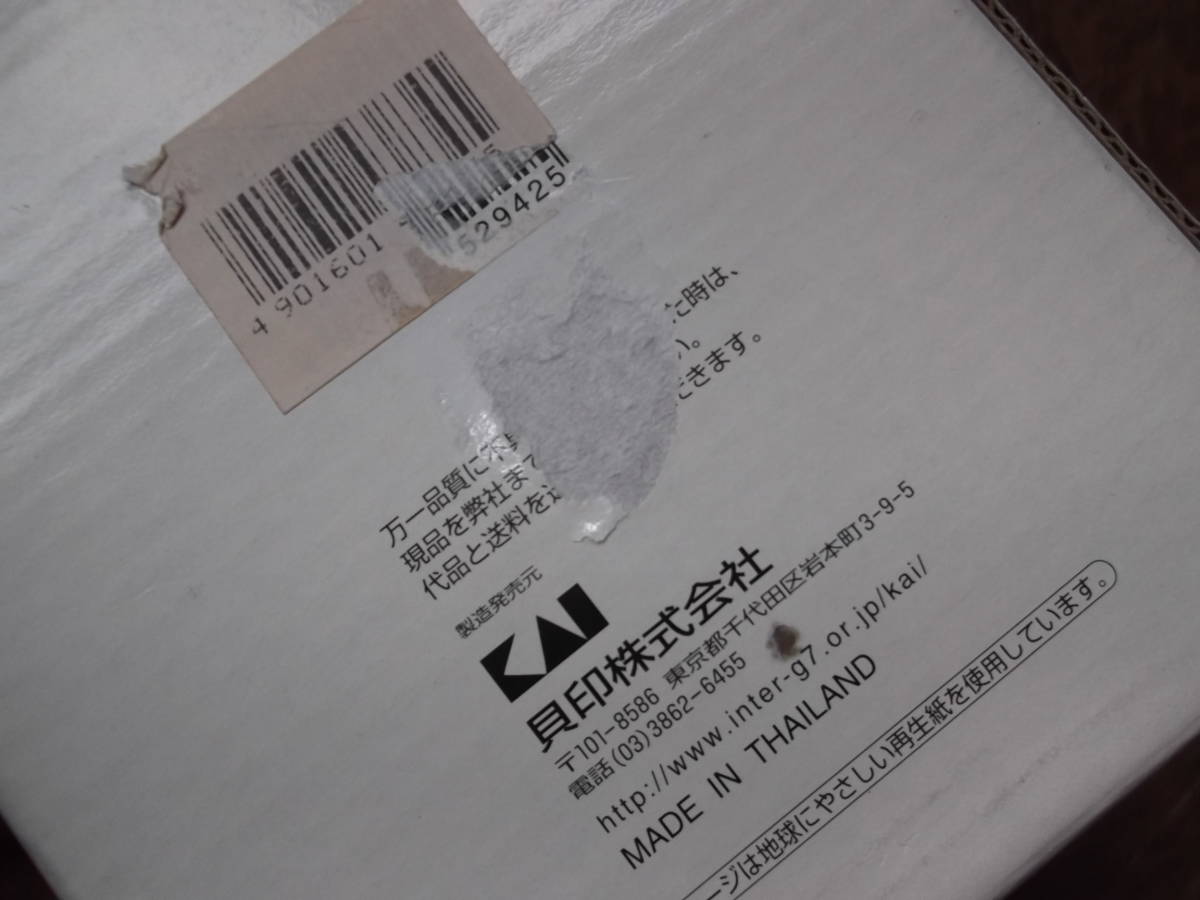 4 901601
529425
万一品質に
た時は、
現品を弊社まで
い。
代品と送料を送
だきます。
製造発売元
KAI
貝印株式会社
〒101-8586 東京都千代田区岩本町3-9-5
電話(03)3862-6455
http://www.inter-g7.or.jp/kai/
MADE IN THAILAND
ージは地球にやさしい再生紙を使用しています。